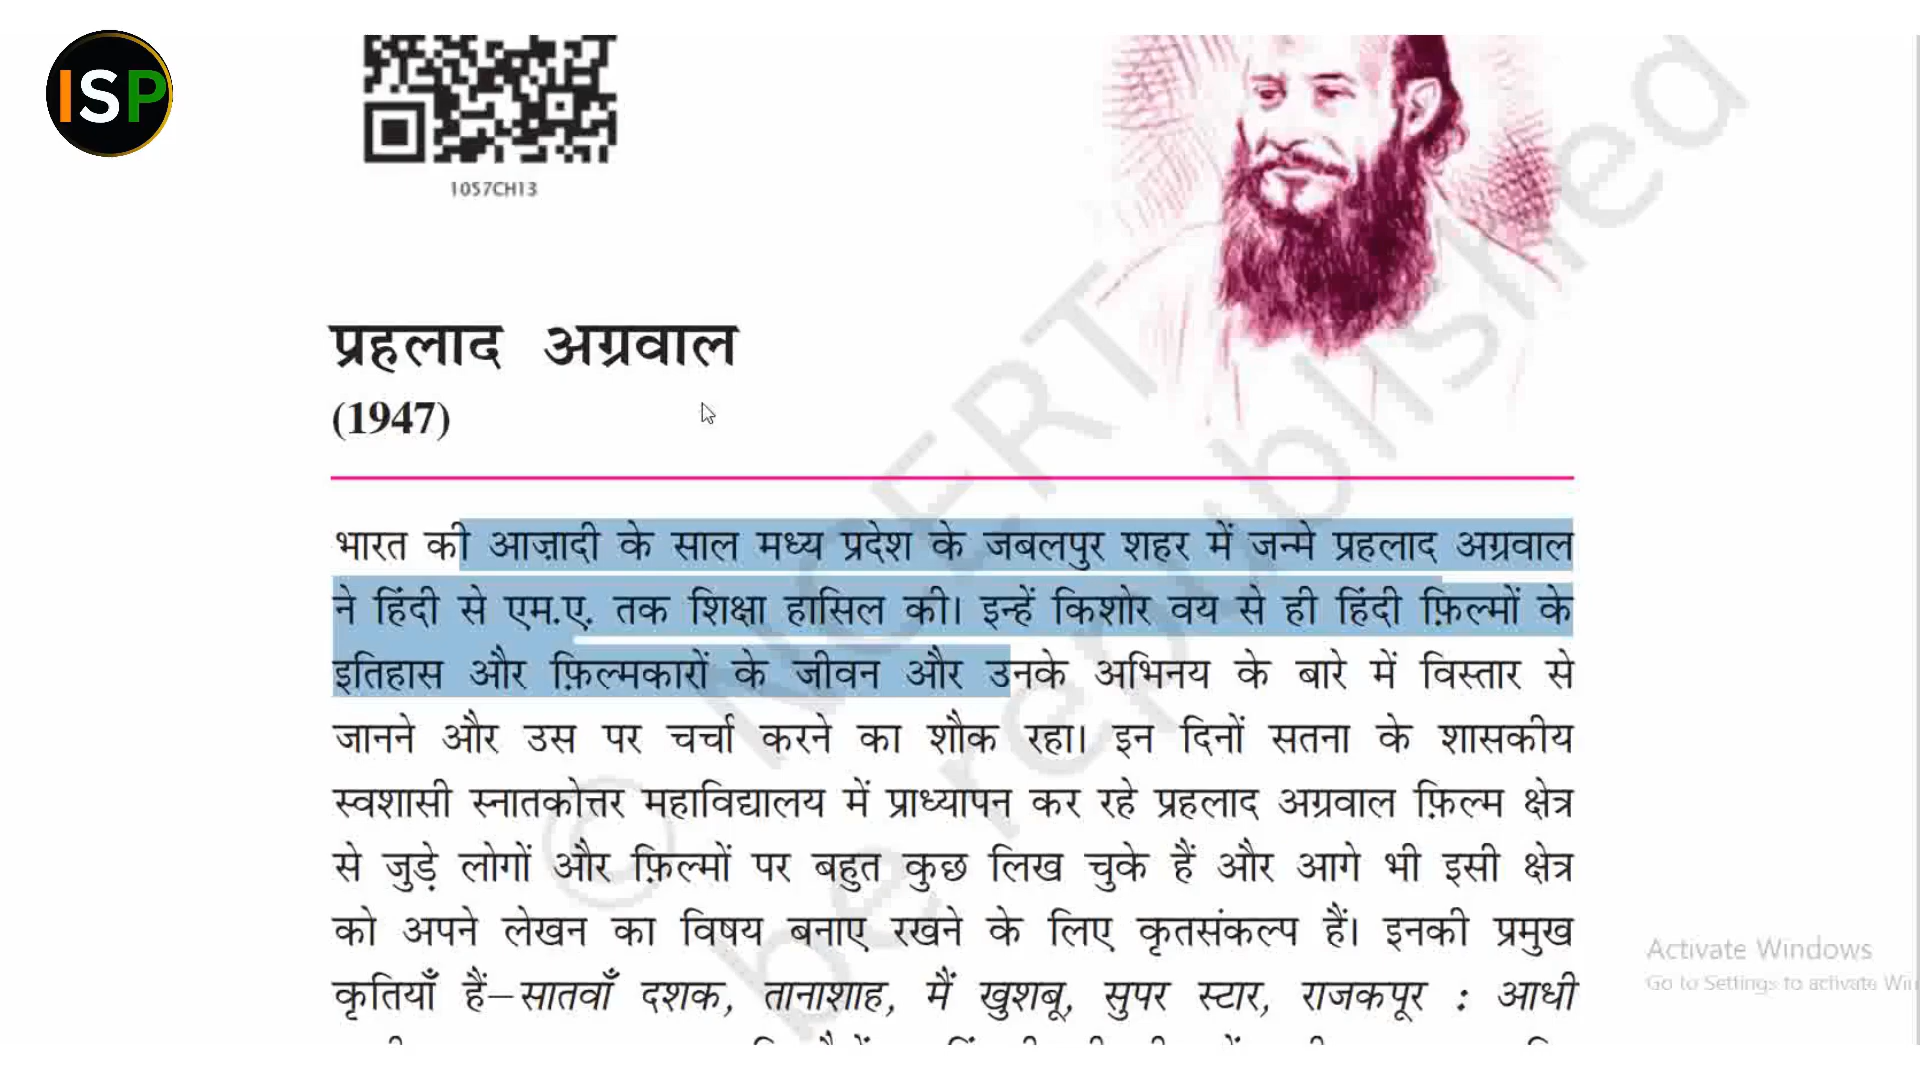 ISP
1057CH13
प्रहलाद अग्रवाल
(1947)
भारत की आज़ादी के साल मध्य प्रदेश के जबलपुर शहर में जन्मे प्रहलाद अग्रवाल
ने हिंदी से एम.ए. तक शिक्षा हासिल की। इन्हें किशोर वय से ही हिंदी फ़िल्मों के
इतिहास और फ़िल्मकारों के जीवन और उनके अभिनय के बारे में विस्तार से
जानने और उस पर चर्चा करने का शौक रहा। इन दिनों सतना के शासकीय
स्वशासी स्नातकोत्तर महाविद्यालय में प्राध्यापन कर रहे प्रहलाद अग्रवाल फ़िल्म क्षेत्र
से जुड़े लोगों और फ़िल्मों पर बहुत कुछ लिख चुके हैं और आगे भी इसी क्षेत्र
को अपने लेखन का विषय बनाए रखने के लिए कृतसंकल्प हैं। इनकी प्रमुख
कृतियाँ हैं–सातवाँ दशक, तानाशाह, मैं खुशबू, सुपर स्टार, राजकपूर : आधी
© NCERT
be republished
Activate Windows
Go to Settings to activate Win